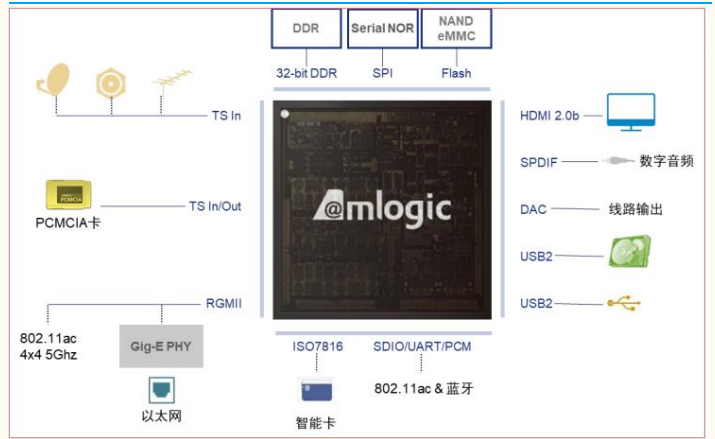 DDR
Serial NOR
NAND
eMMC
32-bit DDR
SPI
Flash
TS In
HDMI 2.0b
SPDIF
数字音频
@mlogic
PCMCIA
PCMCIA卡
TS In/Out
DAC
线路输出
USB2
RGMII
USB2
802.11ac
4x4 5Ghz
Gig-E PHY
以太网
ISO7816
SDIO/UART/PCM
智能卡
802.11ac & 蓝牙